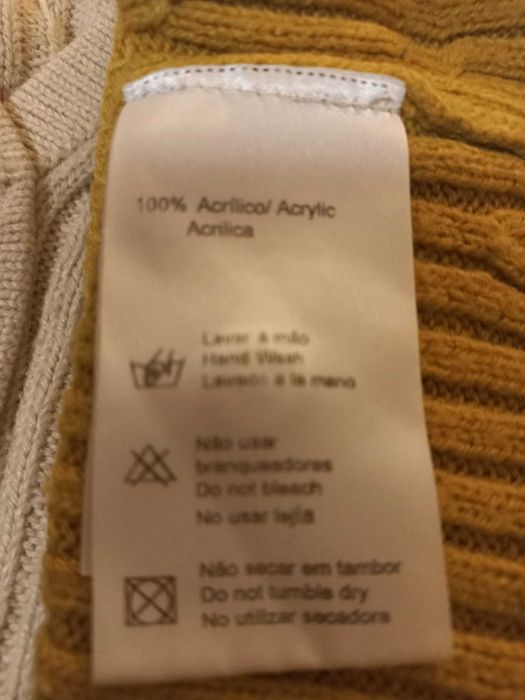 100% Acrílico/ Acrylic
Acrilica
Lavar à mão
Hand Wash
Lavado a la mano
Não usar
branqueadores
Do not bleach
No usar lejía
Não secar em tambor
Do not tumble dry
No utilizar secadora